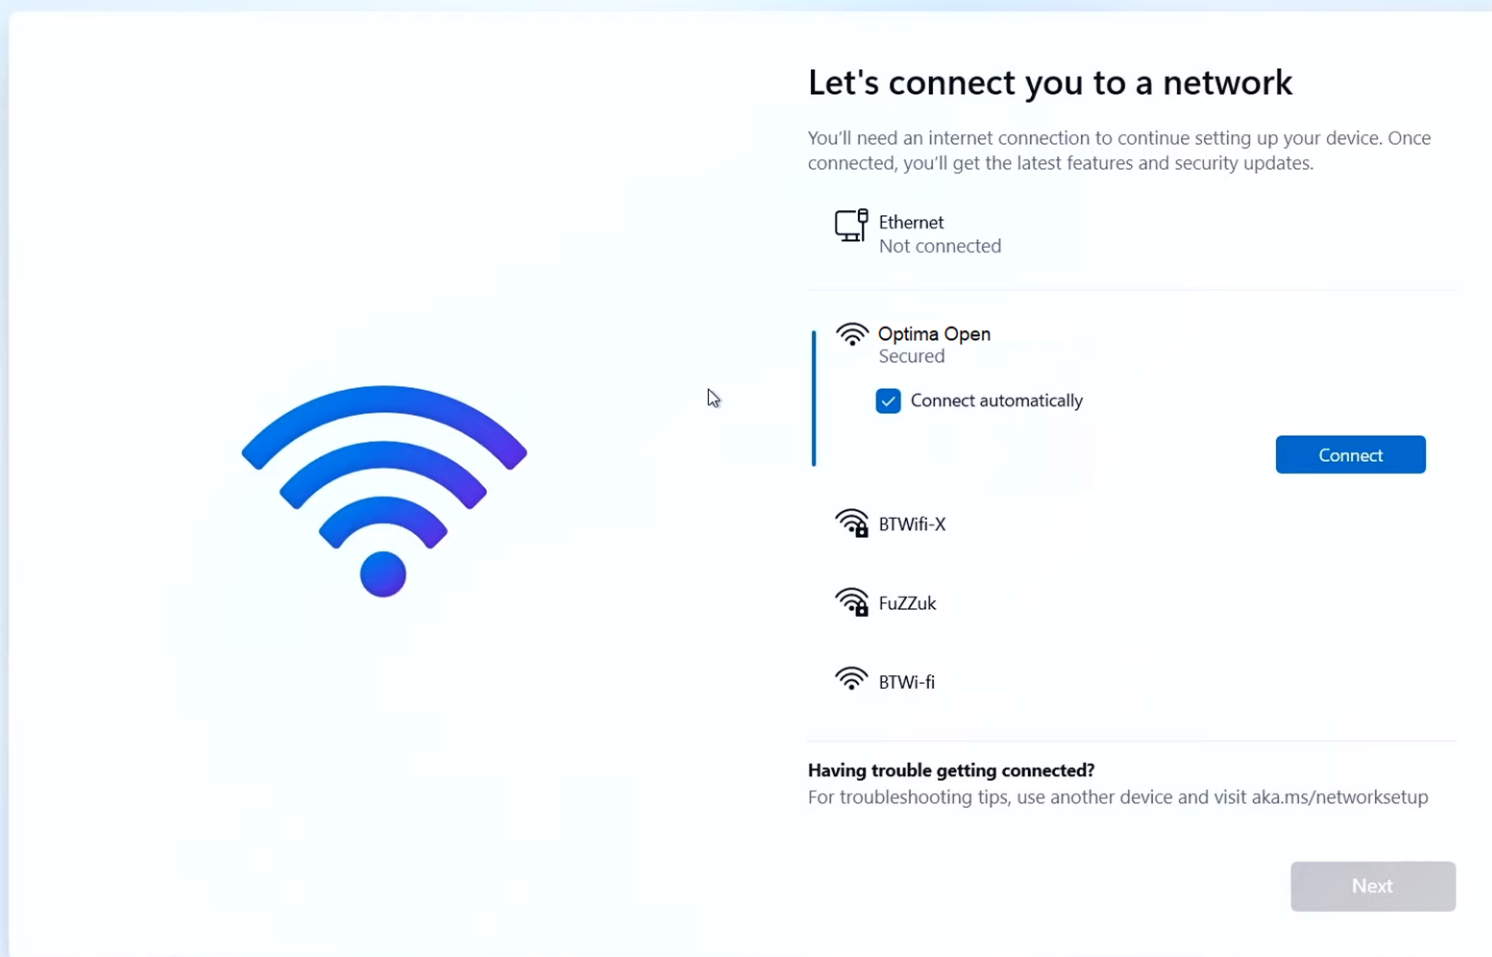 Let's connect you to a network
You'll need an internet connection to continue setting up your device. Once
connected, you'll get the latest features and security updates.
Ethernet
Not connected
Optima Open
Secured
Connect automatically
Connect
BTWifi-X
FuZZuk
BTWi-fi
Having trouble getting connected?
For troubleshooting tips, use another device and visit aka.ms/networksetup
Next